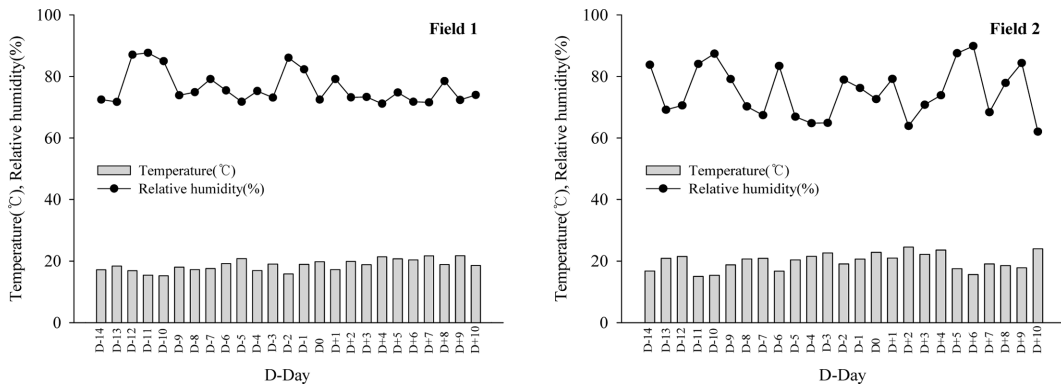 Field 1
100
80
60
40
20
0
Temperature(℃), Relative humidity(%)
Temperature(℃)
Relative humidity(%)
D-14
D-13
D-12
D-11
D-10
D-9
D-8
D-7
D-6
D-5
D-4
D-3
D-2
D-1
D0
D+1
D+2
D+3
D+4
D+5
D+6
D+7
D+8
D+9
D+10
D-Day
Field 2
100
80
60
40
20
0
Temperature(℃), Relative humidity(%)
Temperature(℃)
Relative humidity(%)
D-14
D-13
D-12
D-11
D-10
D-9
D-8
D-7
D-6
D-5
D-4
D-3
D-2
D-1
D0
D+1
D+2
D+3
D+4
D+5
D+6
D+7
D+8
D+9
D+10
D-Day